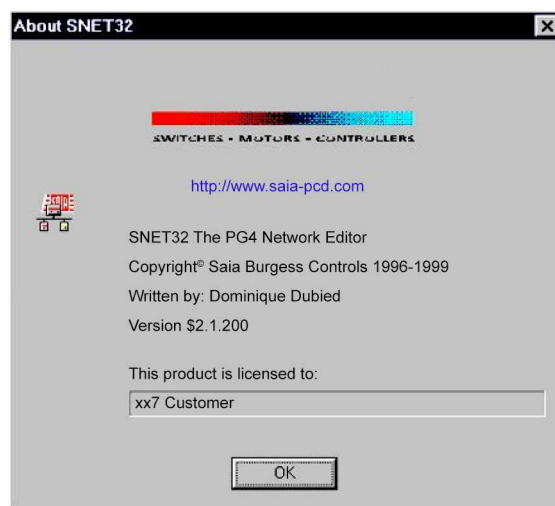 About SNET32
SWITCHES - MOTORS - CONTROLLERS
http://www.saia-pcd.com
SNET32 The PG4 Network Editor
Copyright© Saia Burgess Controls 1996-1999
Written by: Dominique Dubied
Version $2.1.200
This product is licensed to:
xx7 Customer
OK